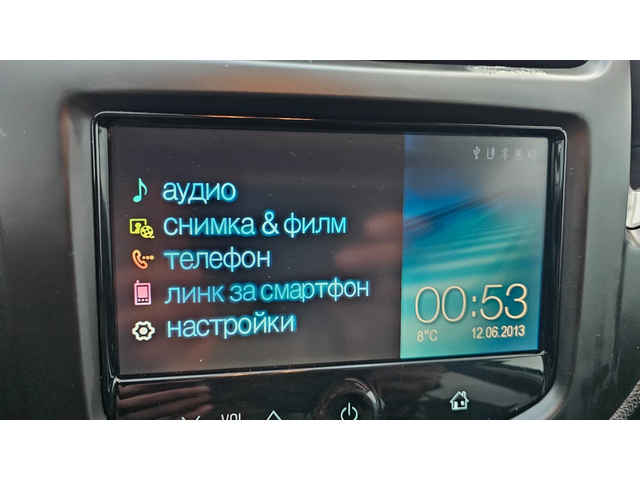 аудио
снимка & филм
телефон
линк за смартфон
настройки
00:53
8°C 12.06.2013
VOL